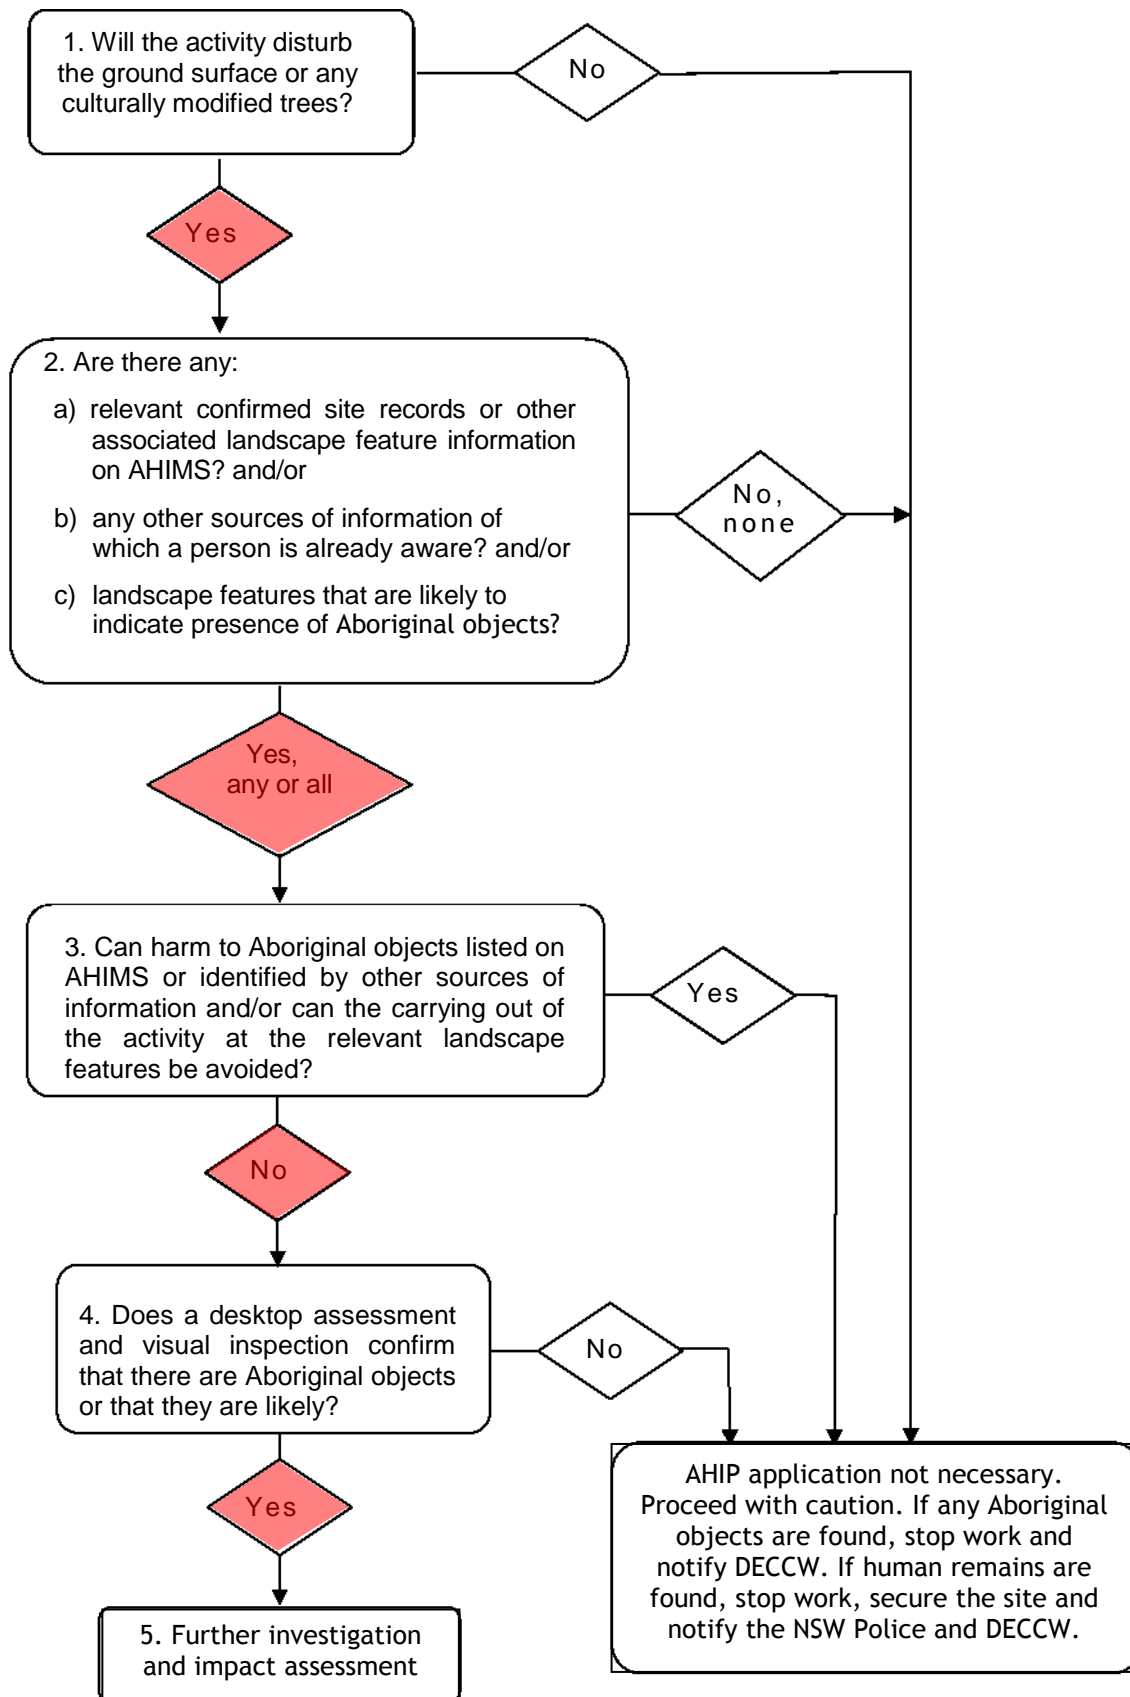 1. Will the activity disturb
the ground surface or any
culturally modified trees?
No
Yes
2. Are there any:
a) relevant confirmed site records or other
associated landscape feature information
on AHIMS? and/or
b) any other sources of information of
which a person is already aware? and/or
c) landscape features that are likely to
indicate presence of Aboriginal objects?
No,
none
Yes,
any or all
3. Can harm to Aboriginal objects listed on
AHIMS or identified by other sources of
information and/or can the carrying out of
the activity at the relevant landscape
features be avoided?
Yes
No
4. Does a desktop assessment
and visual inspection confirm
that there are Aboriginal objects
or that they are likely?
No
Yes
AHIP application not necessary.
Proceed with caution. If any Aboriginal
objects are found, stop work and
notify DECCW. If human remains are
found, stop work, secure the site and
notify the NSW Police and DECCW.
5. Further investigation
and impact assessment